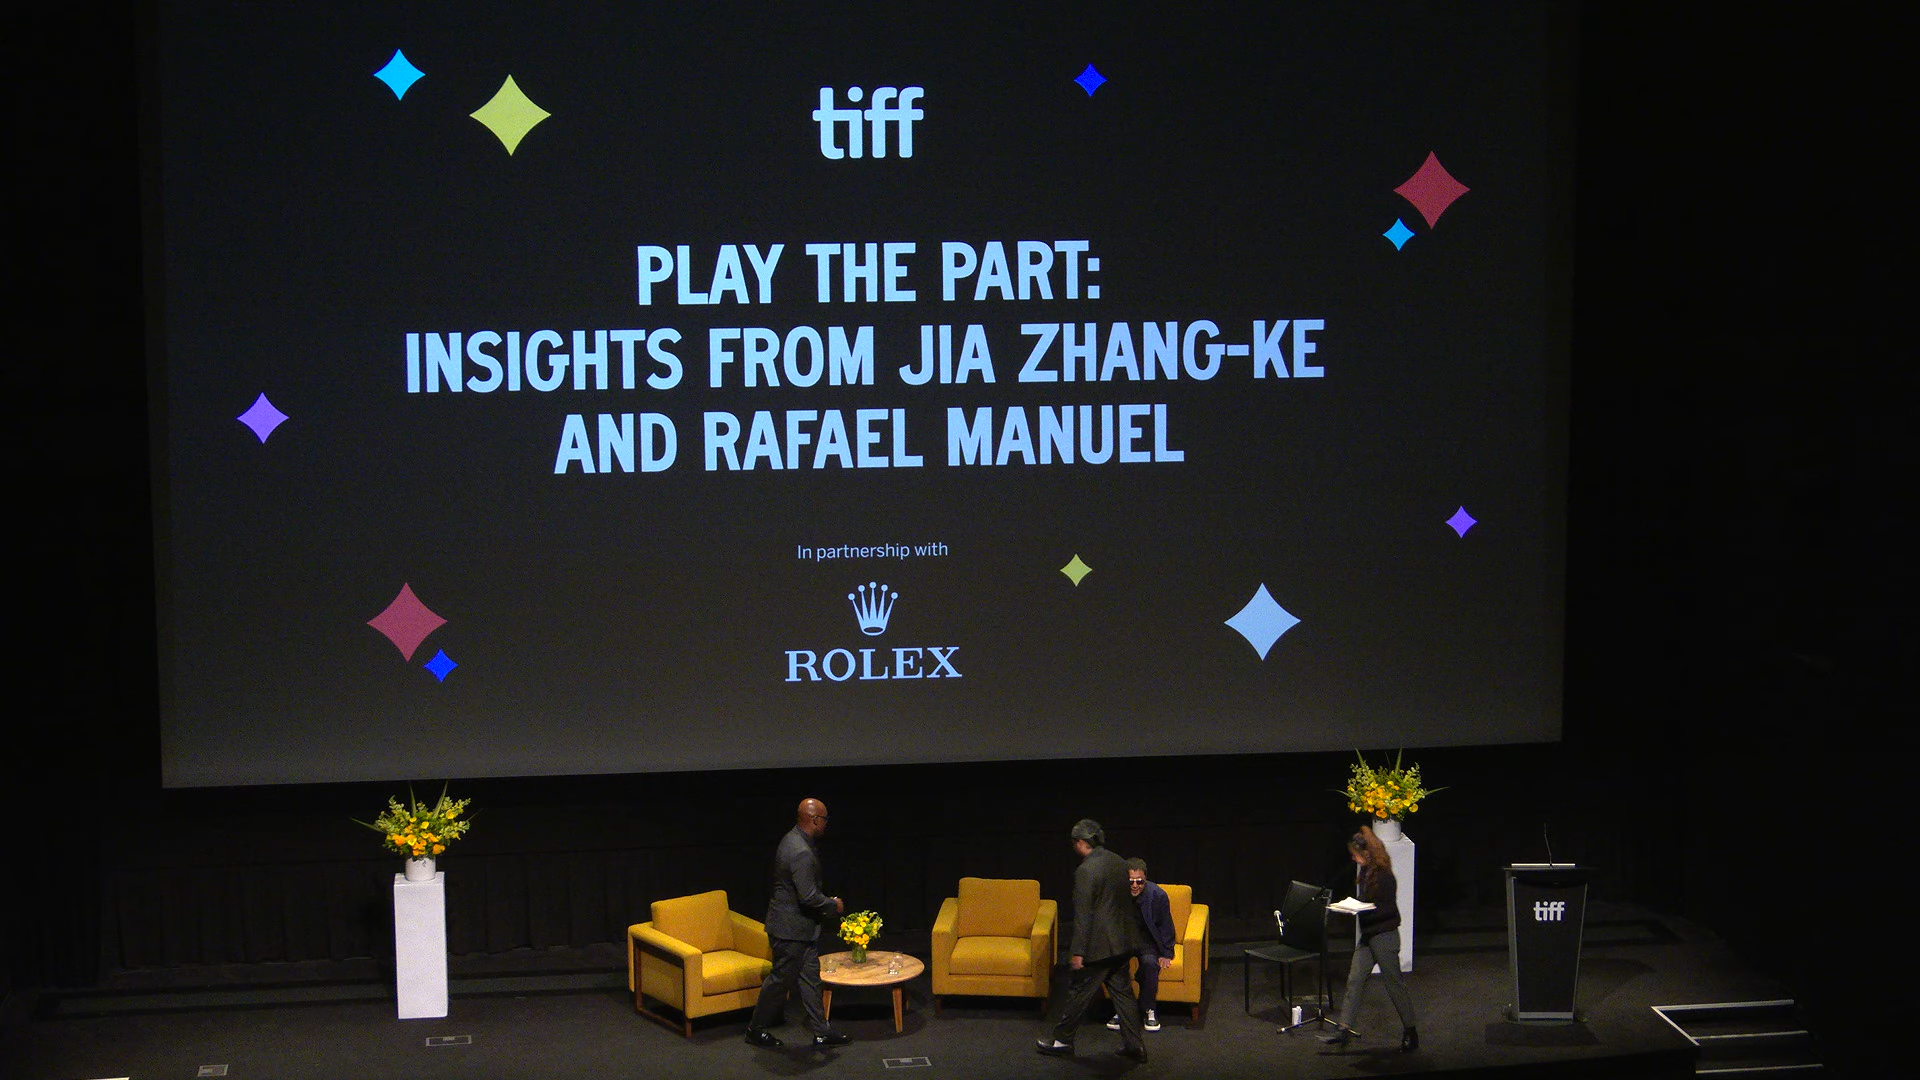 tiff
PLAY THE PART:
INSIGHTS FROM JIA ZHANG-KE
AND RAFAEL MANUEL
In partnership with
ROLEX
tiff